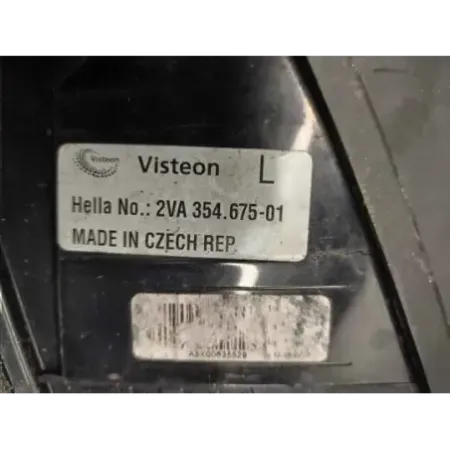 Visteon Visteon L
Hella No.: 2VA 354.675-01
MADE IN CZECH REP.